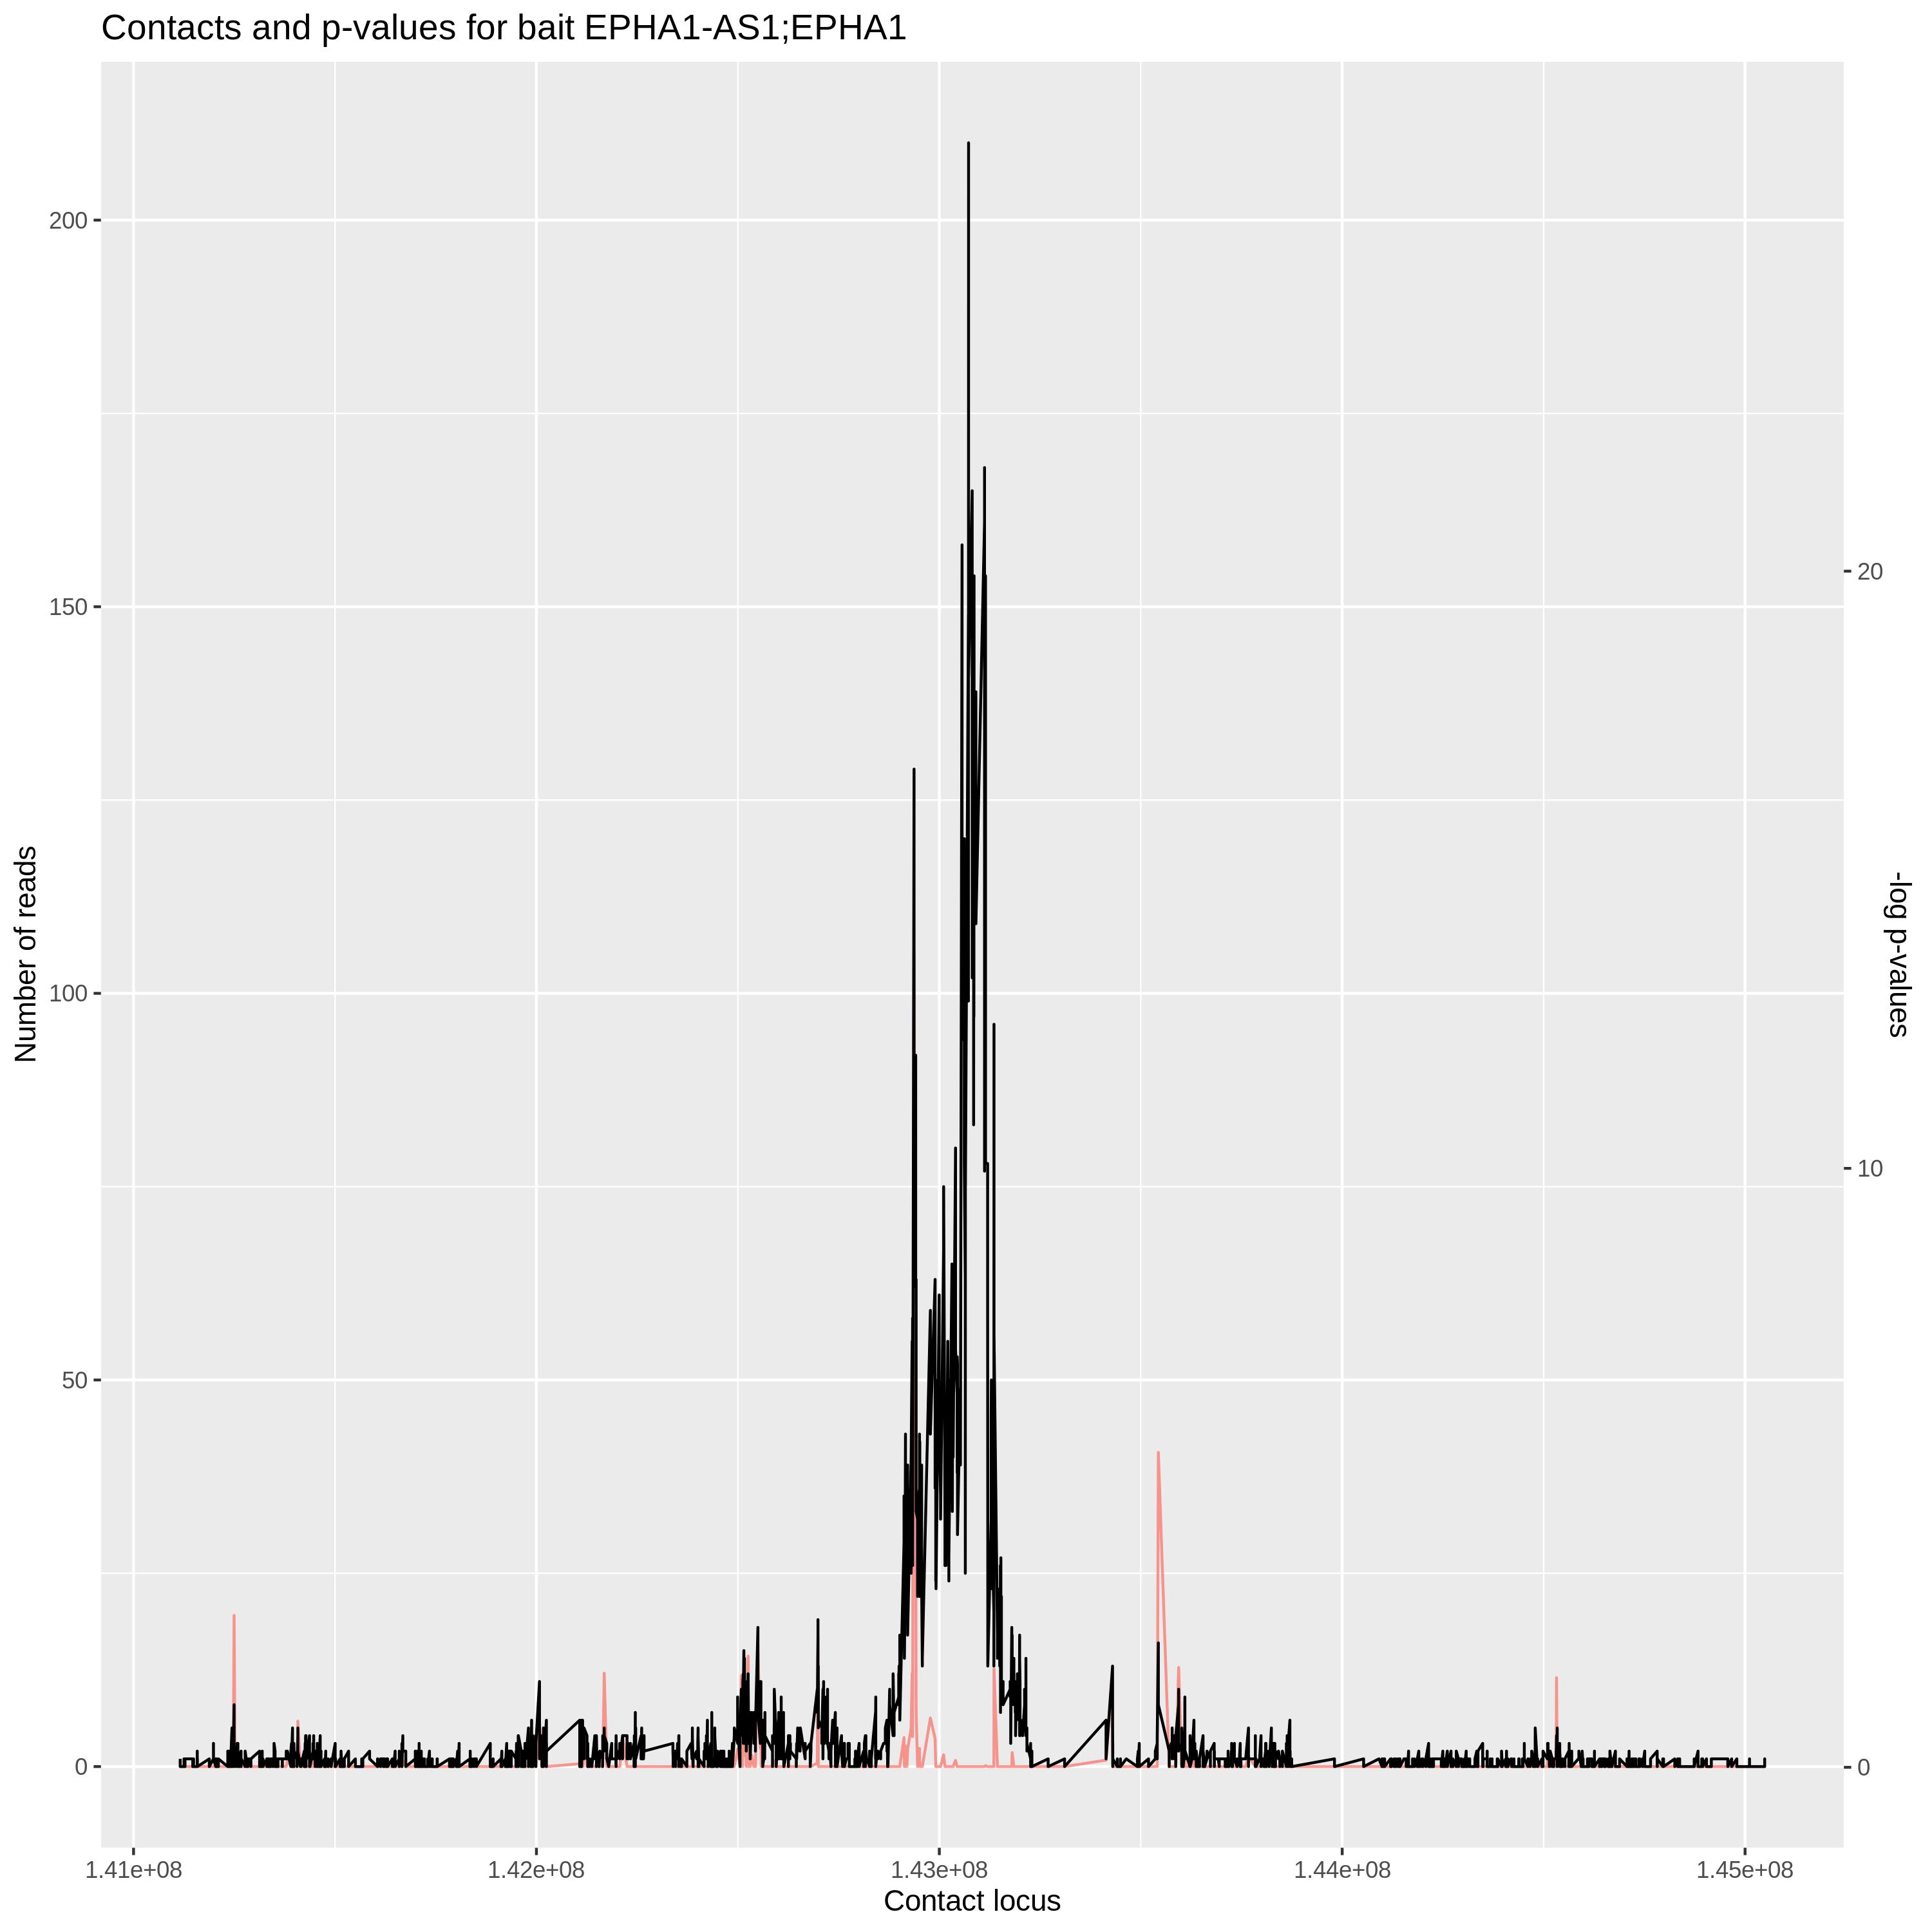 Contacts and p-values for bait EPHA1-AS1;EPHA1
200
150
100
50
0
Number of reads
20
10
0
-log p-values
1.41e+08
1.42e+08
1.43e+08
1.44e+08
1.45e+08
Contact locus